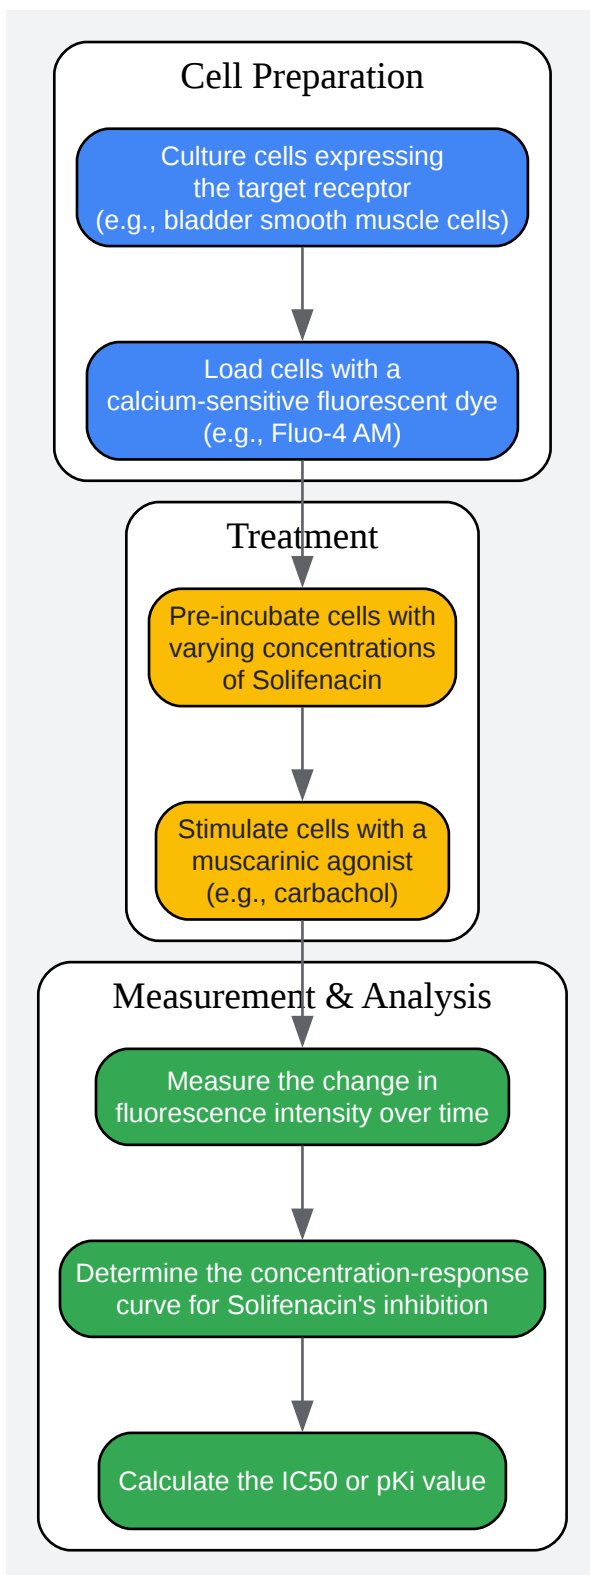 Cell Preparation
Culture cells expressing
the target receptor
(e.g., bladder smooth muscle cells)
Load cells with a
calcium-sensitive fluorescent dye
(e.g., Fluo-4 AM)
Treatment
Pre-incubate cells with
varying concentrations
of Solifenacin
Stimulate cells with a
muscarinic agonist
(e.g., carbachol)
Measurement & Analysis
Measure the change in
fluorescence intensity over time
Determine the concentration-response
curve for Solifenacin's inhibition
Calculate the IC50 or pKi value